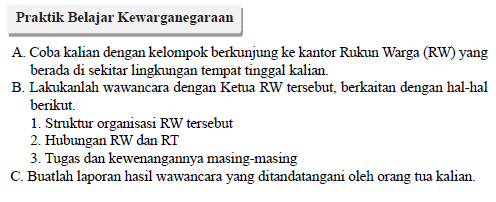 Praktik Belajar Kewarganegaraan
A. Coba kalian dengan kelompok berkunjung ke kantor Rukun Warga (RW) yang
berada di sekitar lingkungan tempat tinggal kalian.
B. Lakukanlah wawancara dengan Ketua RW tersebut, berkaitan dengan hal-hal
berikut.
1. Struktur organisasi RW tersebut
2. Hubungan RW dan RT
3. Tugas dan kewenangannya masing-masing
C. Buatlah laporan hasil wawancara yang ditandatangani oleh orang tua kalian.